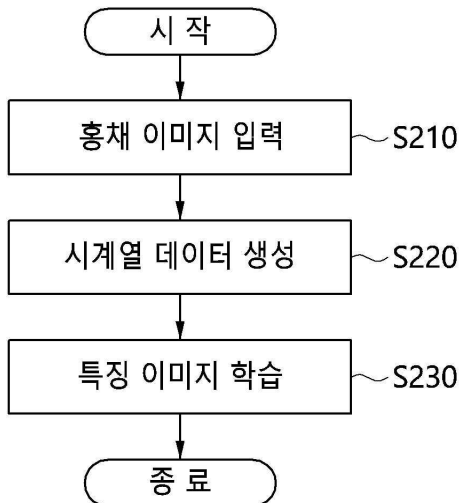 시 작
홍채 이미지 입력 S210
시계열 데이터 생성 S220
특징 이미지 학습 S230
종 료